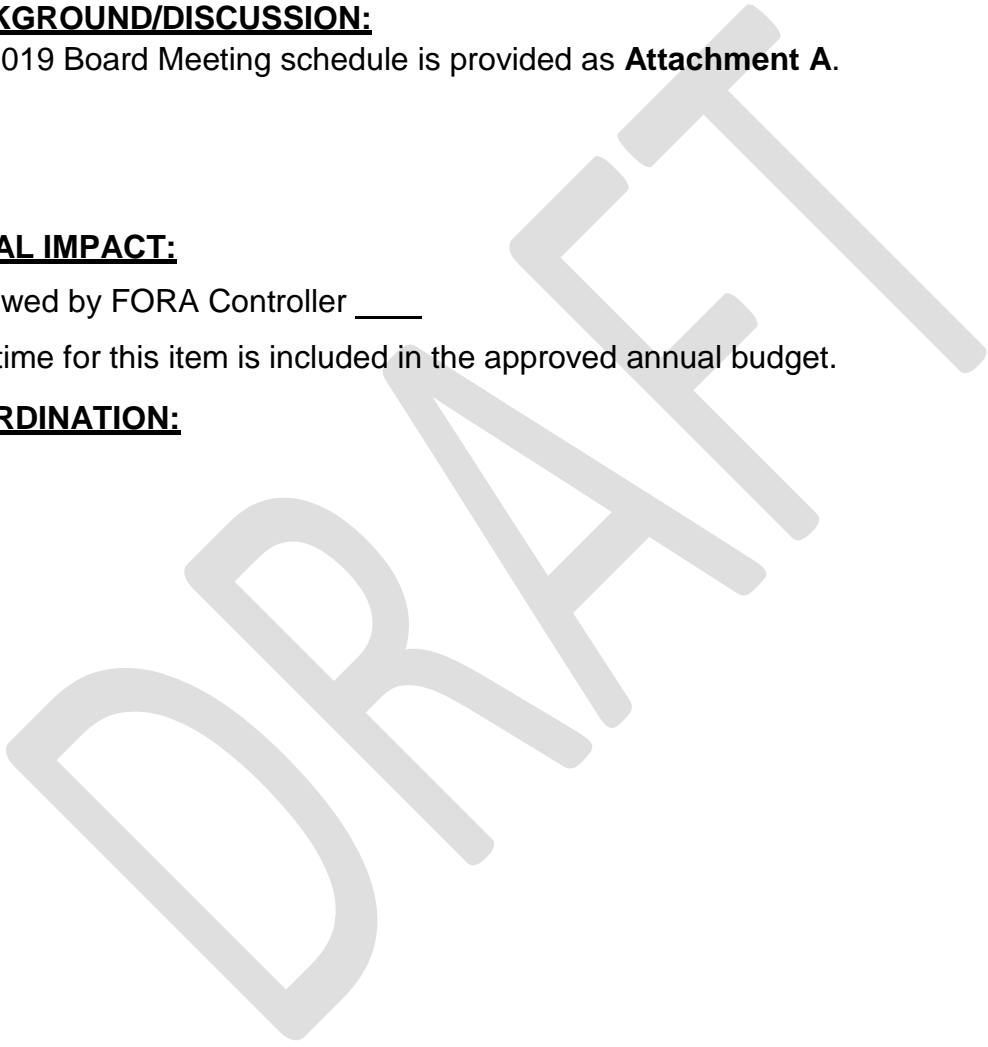 KGROUND/DISCUSSION:
019 Board Meeting schedule is provided as Attachment A.
AL IMPACT:
wed by FORA Controller ____
time for this item is included in the approved annual budget.
RDINATION:
DRAFT